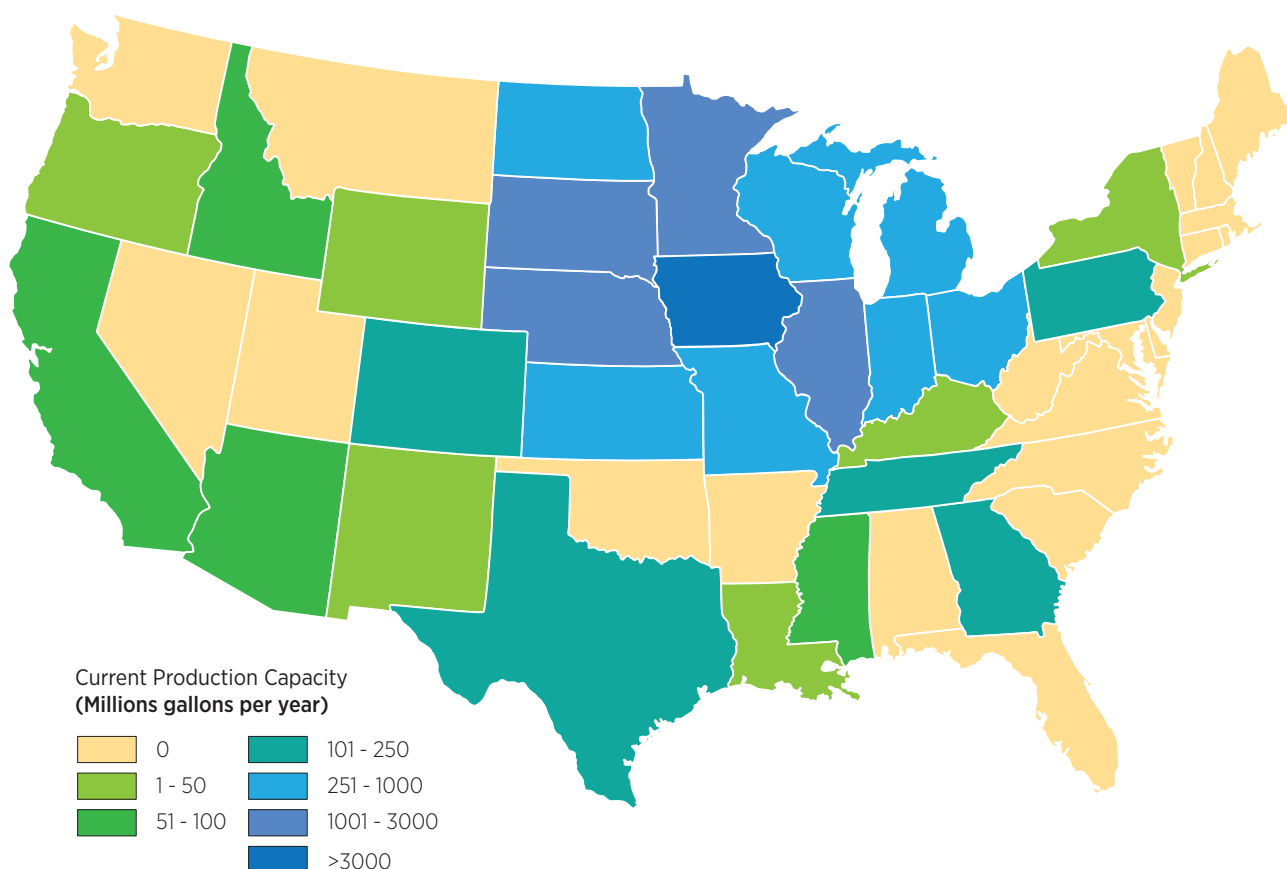 Current Production Capacity
(Millions gallons per year)
0
1 - 50
51 - 100
101 - 250
251 - 1000
1001 - 3000
>3000